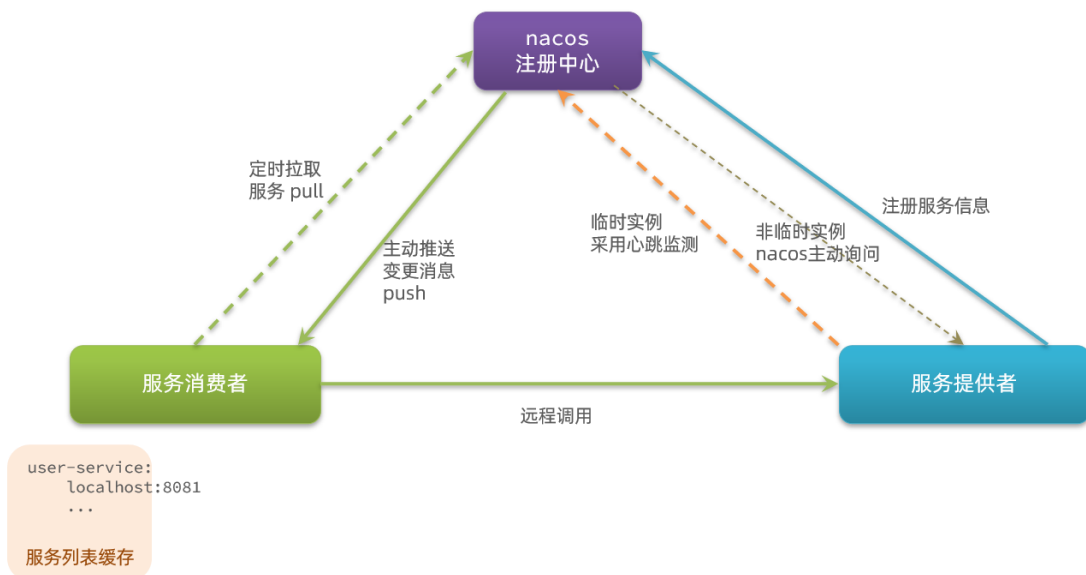 nacos
注册中心
定时拉取
服务 pull
主动推送
变更消息
push
临时实例
采用心跳监测
非临时实例
nacos主动询问
注册服务信息
服务消费者
服务提供者
远程调用
user-service:
localhost:8081
...
服务列表缓存